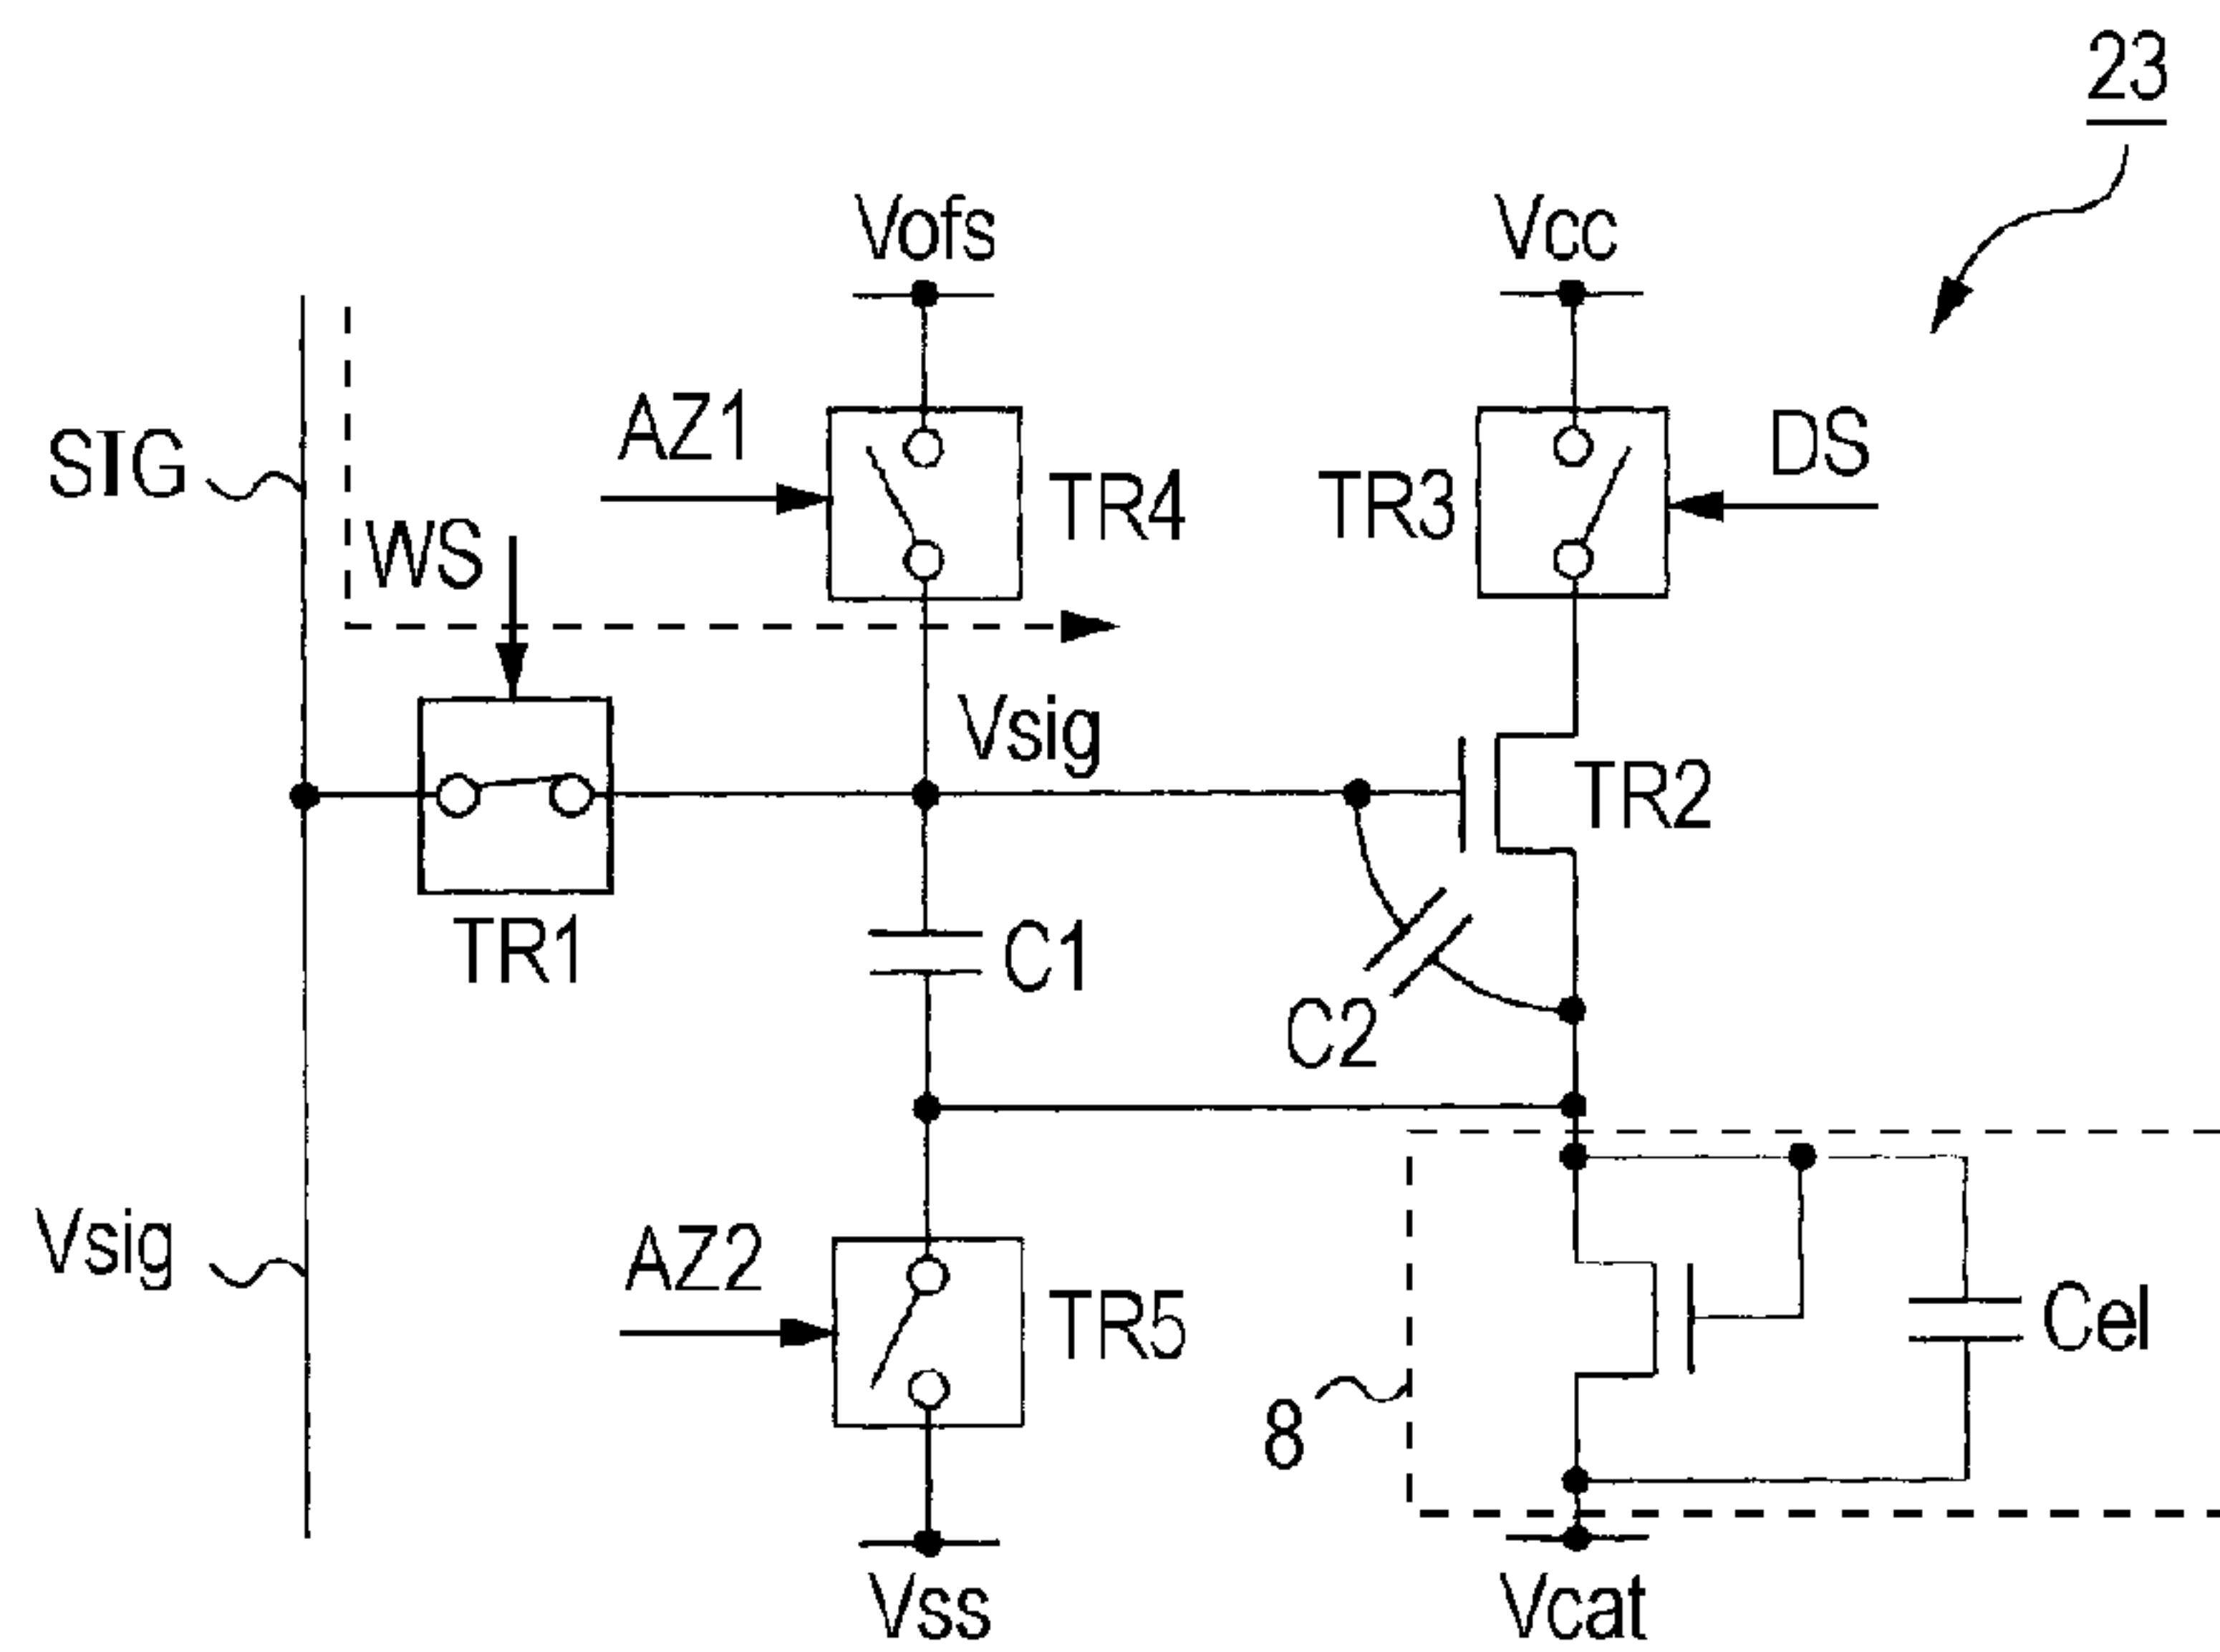 23
Vofs
Vcc
AZ1
DS
SIG
TR4
TR3
WS
Vsig
TR2
TR1
C1
C2
Vsig
AZ2
TR5
Cel
8
Vss
Vcat